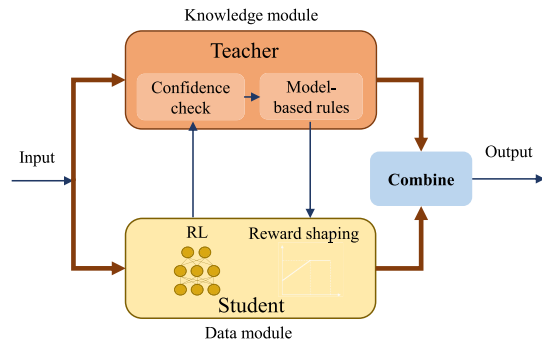 Knowledge module
Teacher
Confidence
check
Model-
based rules
Input
Combine
Output
RL
Reward shaping
Student
Data module